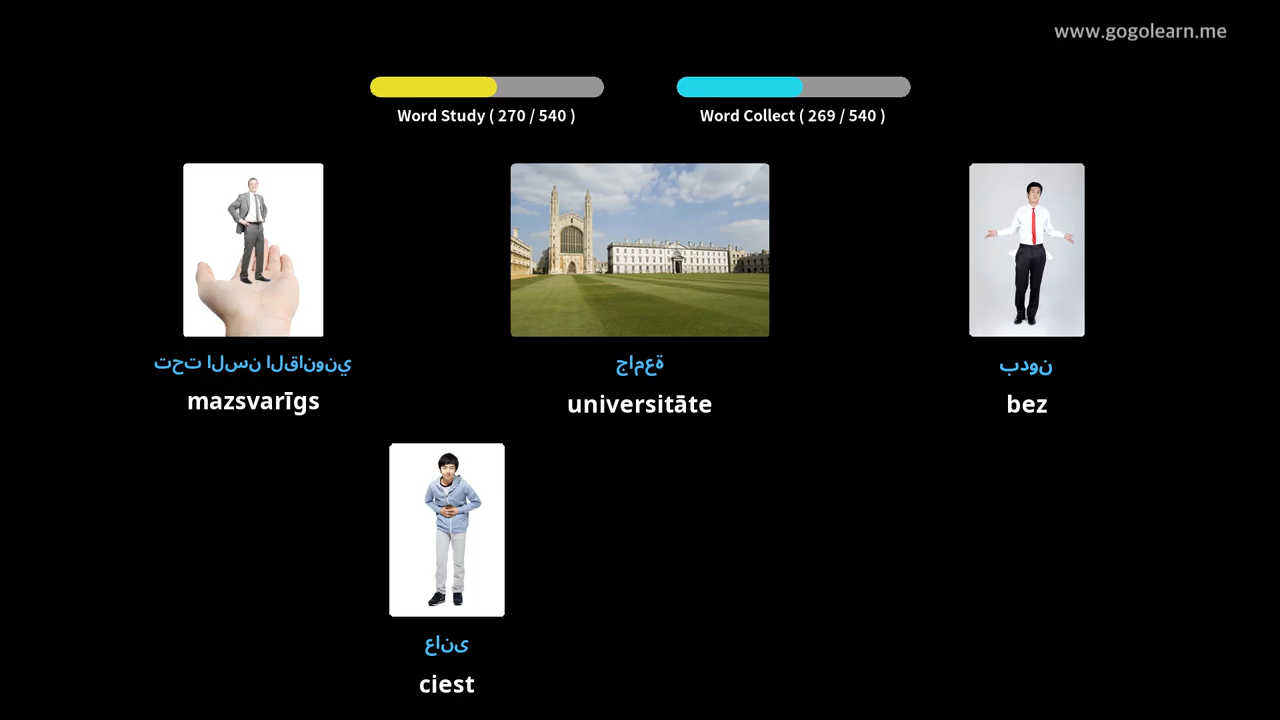 www.gogolearn.me
Word Study ( 270 / 540 )
Word Collect ( 269 / 540 )
تحت السن القانوني
mazsvarīgs
جامعة
universitāte
بدون
bez
عانى
ciest